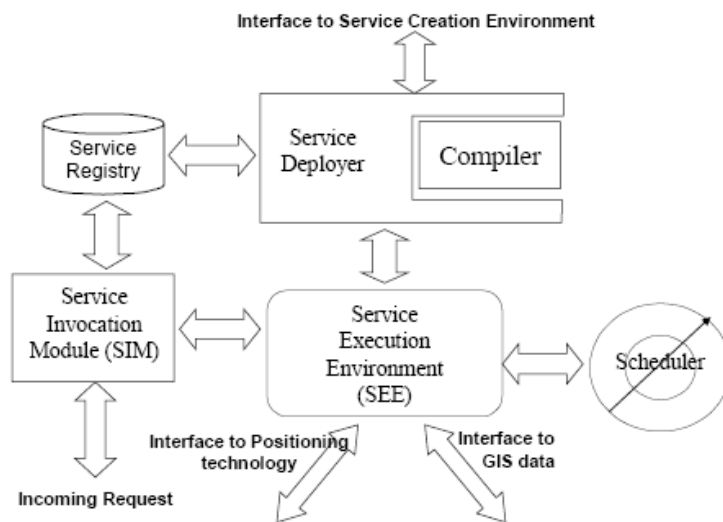 Interface to Service Creation Environment
Service
Registry
Service
Deployer
Compiler
Service
Invocation
Module (SIM)
Service
Execution
Environment
(SEE)
Scheduler
Interface to Positioning
technology
Interface to
GIS data
Incoming Request